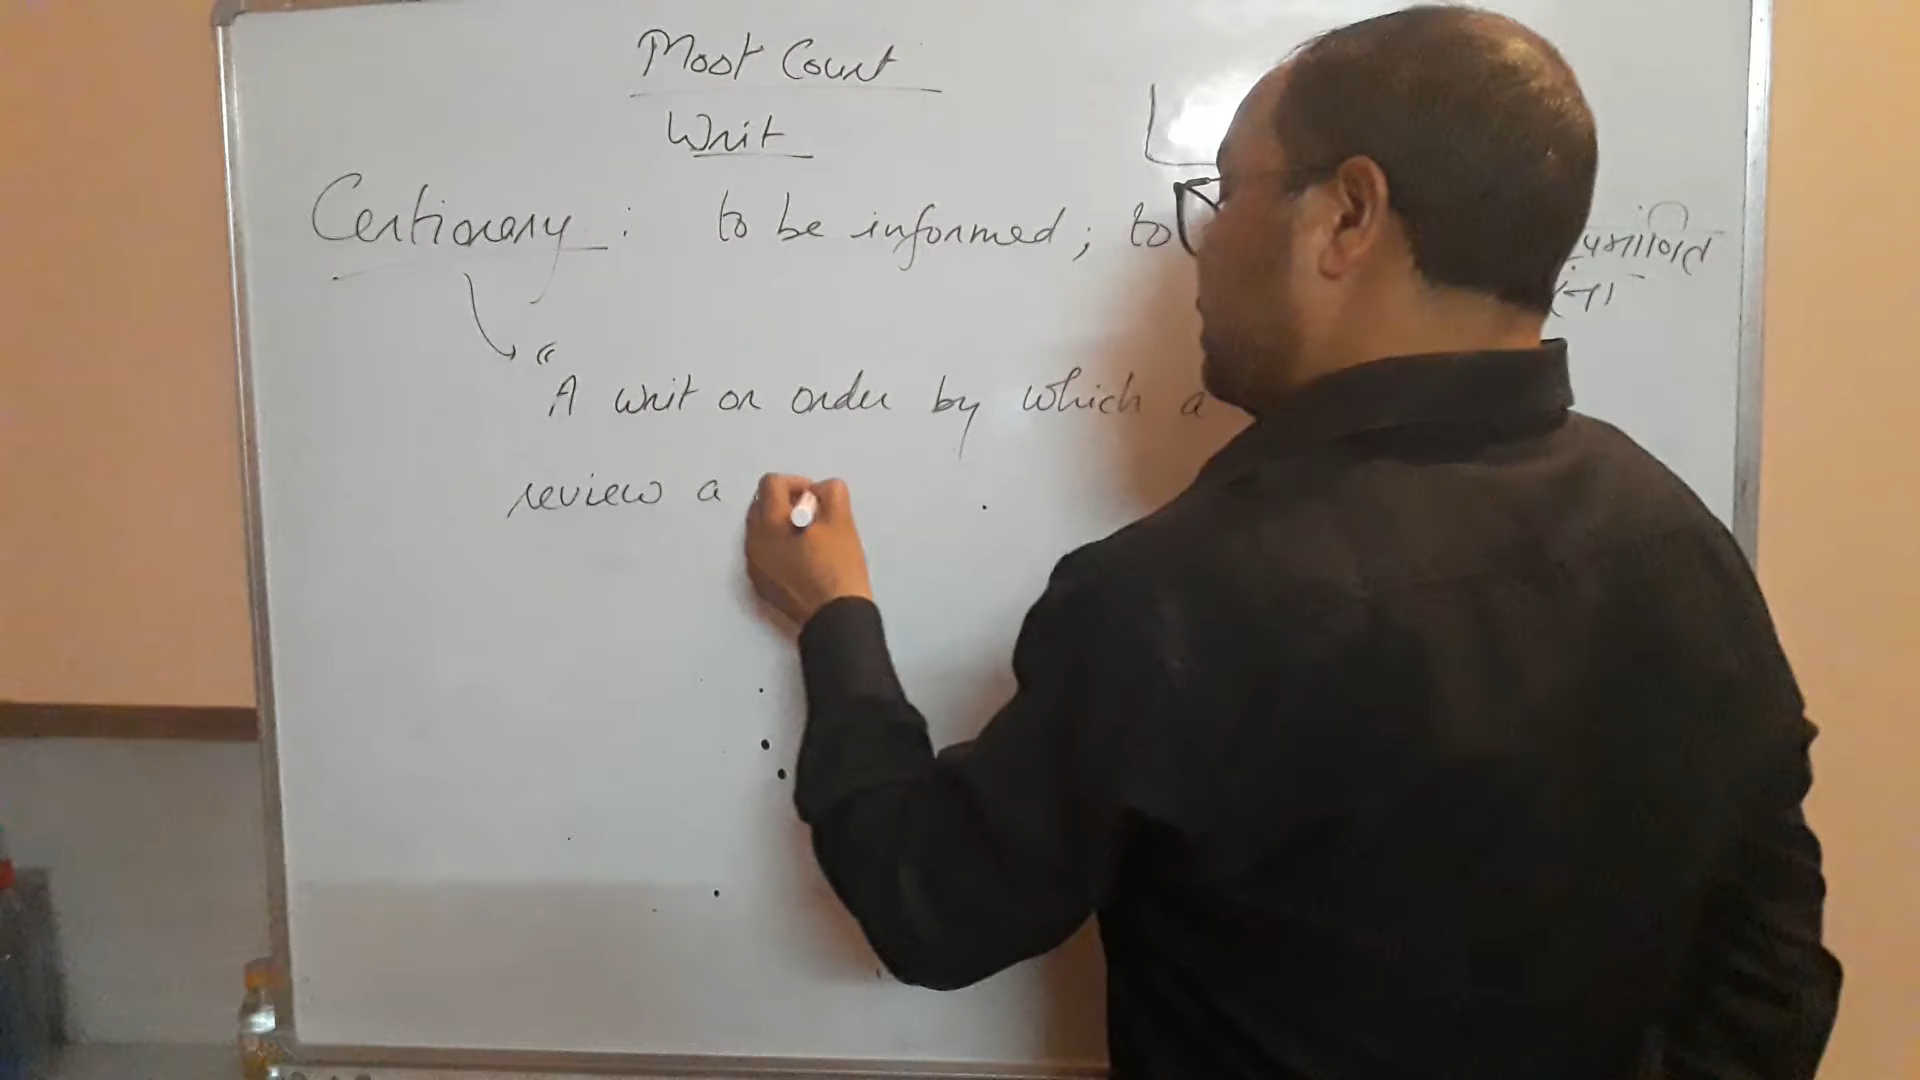 Moot Court
Writ
Certiorary : to be informed; to
"A writ or order by which a
review a